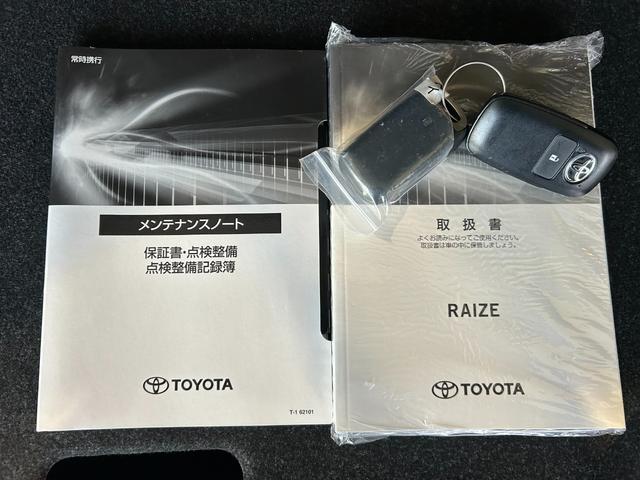 常時携行
メンテナンスノート
保証書・点検整備
点検整備記録簿
TOYOTA
T-1 62101
取扱書
よくお読みになってご使用ください。
取扱書は車の中に保管しましょう。
RAIZE
TOYOTA